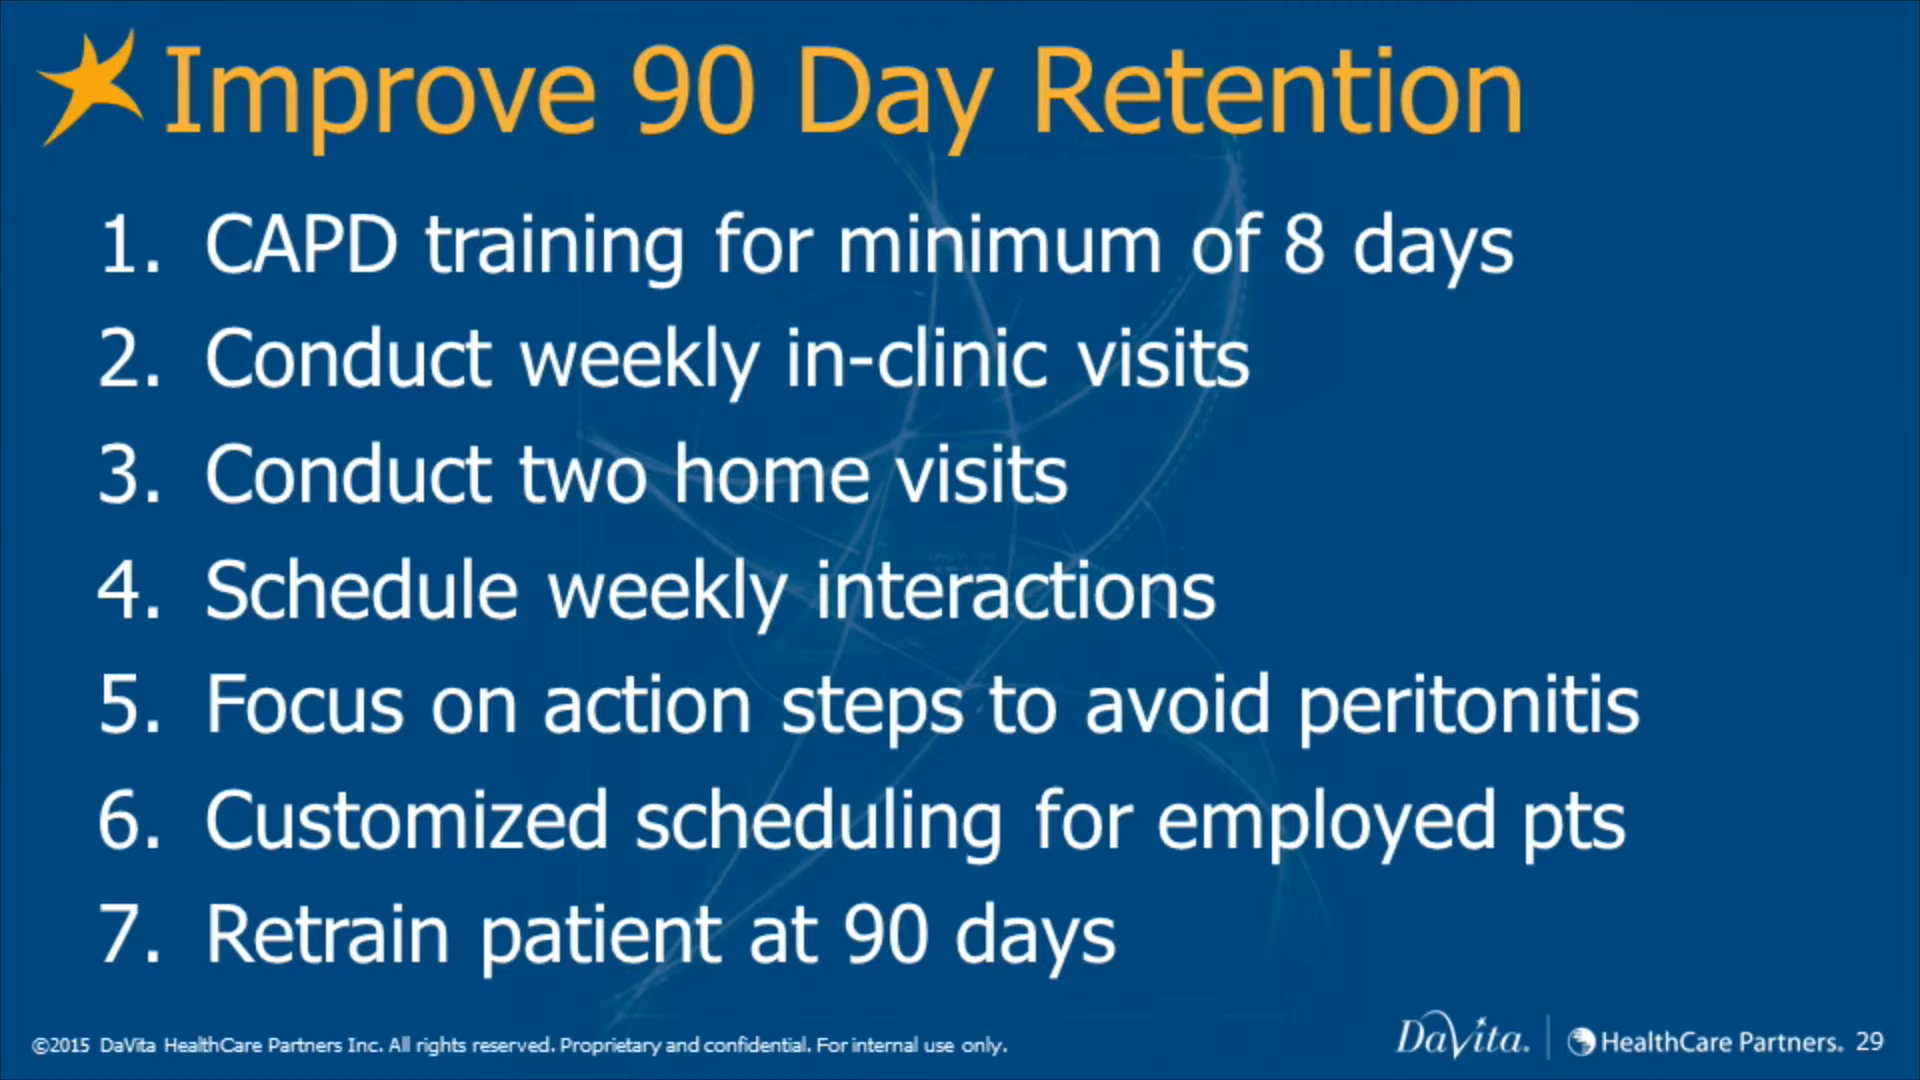 Improve 90 Day Retention
1. CAPD training for minimum of 8 days
2. Conduct weekly in-clinic visits
3. Conduct two home visits
4. Schedule weekly interactions
5. Focus on action steps to avoid peritonitis
6. Customized scheduling for employed pts
7. Retrain patient at 90 days
©2015 DaVita HealthCare Partners Inc. All rights reserved. Proprietary and confidential. For internal use only.
DaVita. | HealthCare Partners. 29